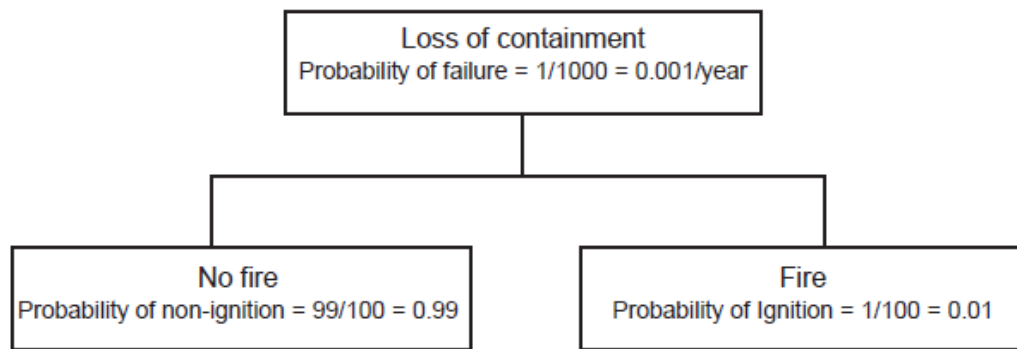 Loss of containment
Probability of failure = 1/1000 = 0.001/year
No fire
Probability of non-ignition = 99/100 = 0.99
Fire
Probability of Ignition = 1/100 = 0.01